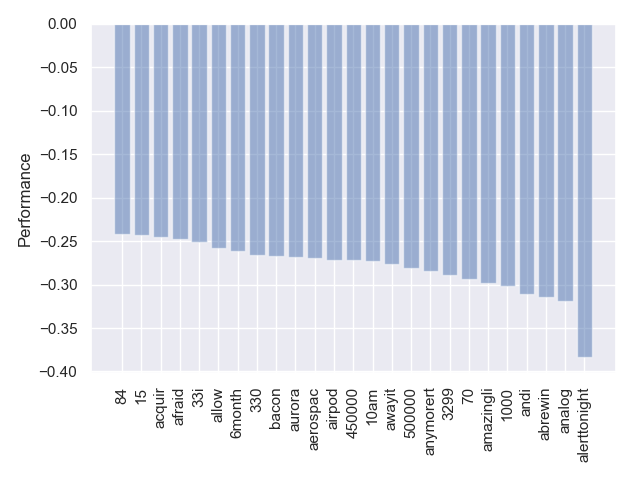 0.00
−0.05
−0.10
−0.15
−0.20
−0.25
−0.30
−0.35
−0.40
Performance
84
15
acquir
afraid
33i
allow
6month
330
bacon
aurora
aerospac
airpod
450000
10am
awayit
500000
anymorert
3299
70
amazingli
1000
andi
abrewin
analog
alerttonight